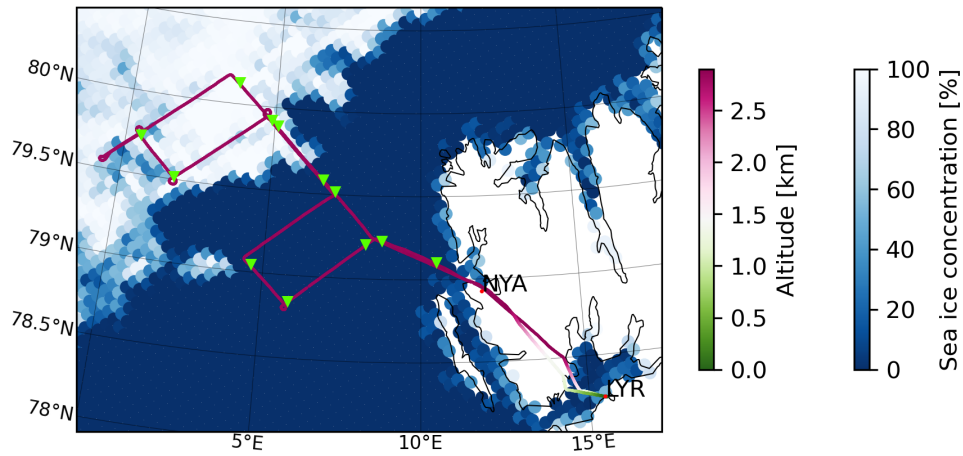 80°N
79.5°N
79°N
78.5°N
78°N
5°E
10°E
15°E
NYA
LYR
2.5
2.0
1.5
1.0
0.5
0.0
Altitude [km]
100
80
60
40
20
0
Sea ice concentration [%]